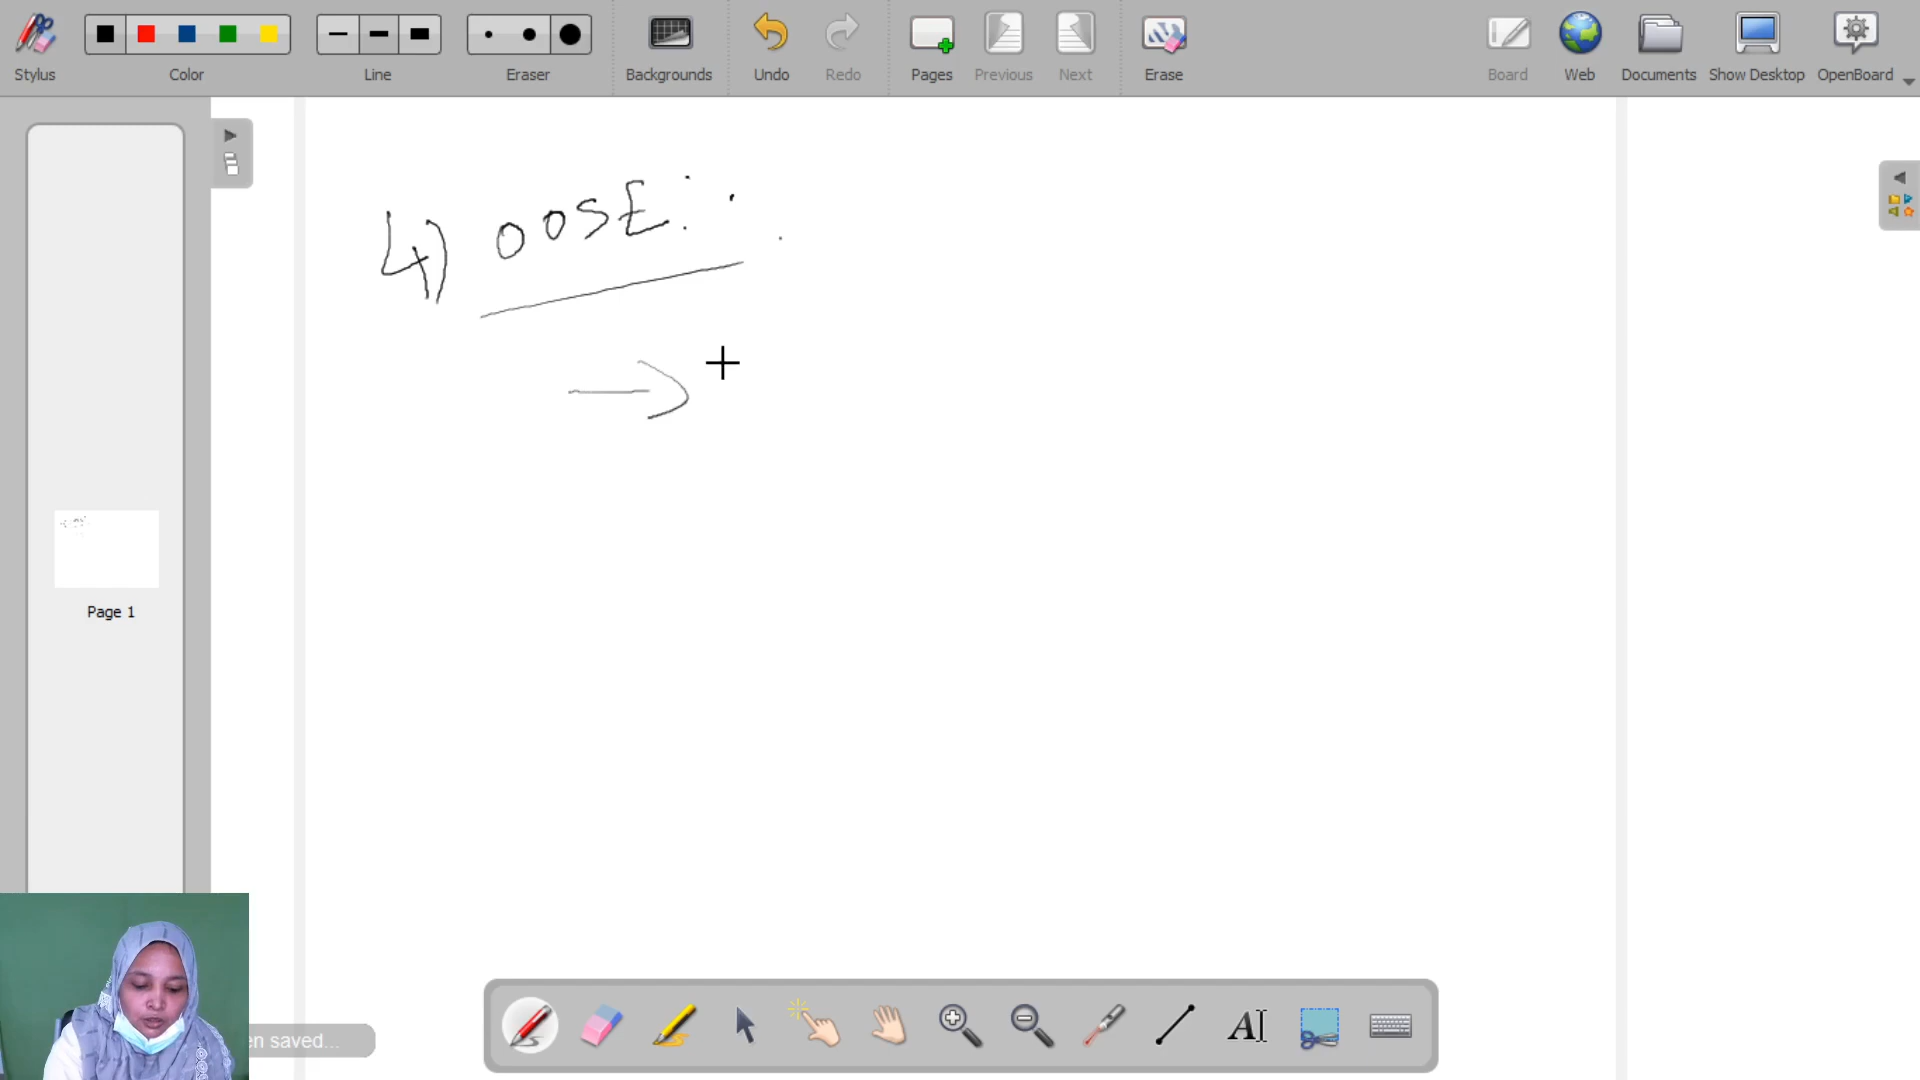 Stylus
Color
Line
Eraser
Backgrounds
Undo
Redo
Pages
Previous
Next
Erase
Board
Web
Documents
Show Desktop
OpenBoard
4) OOSE :
→
Page 1
en saved...
A